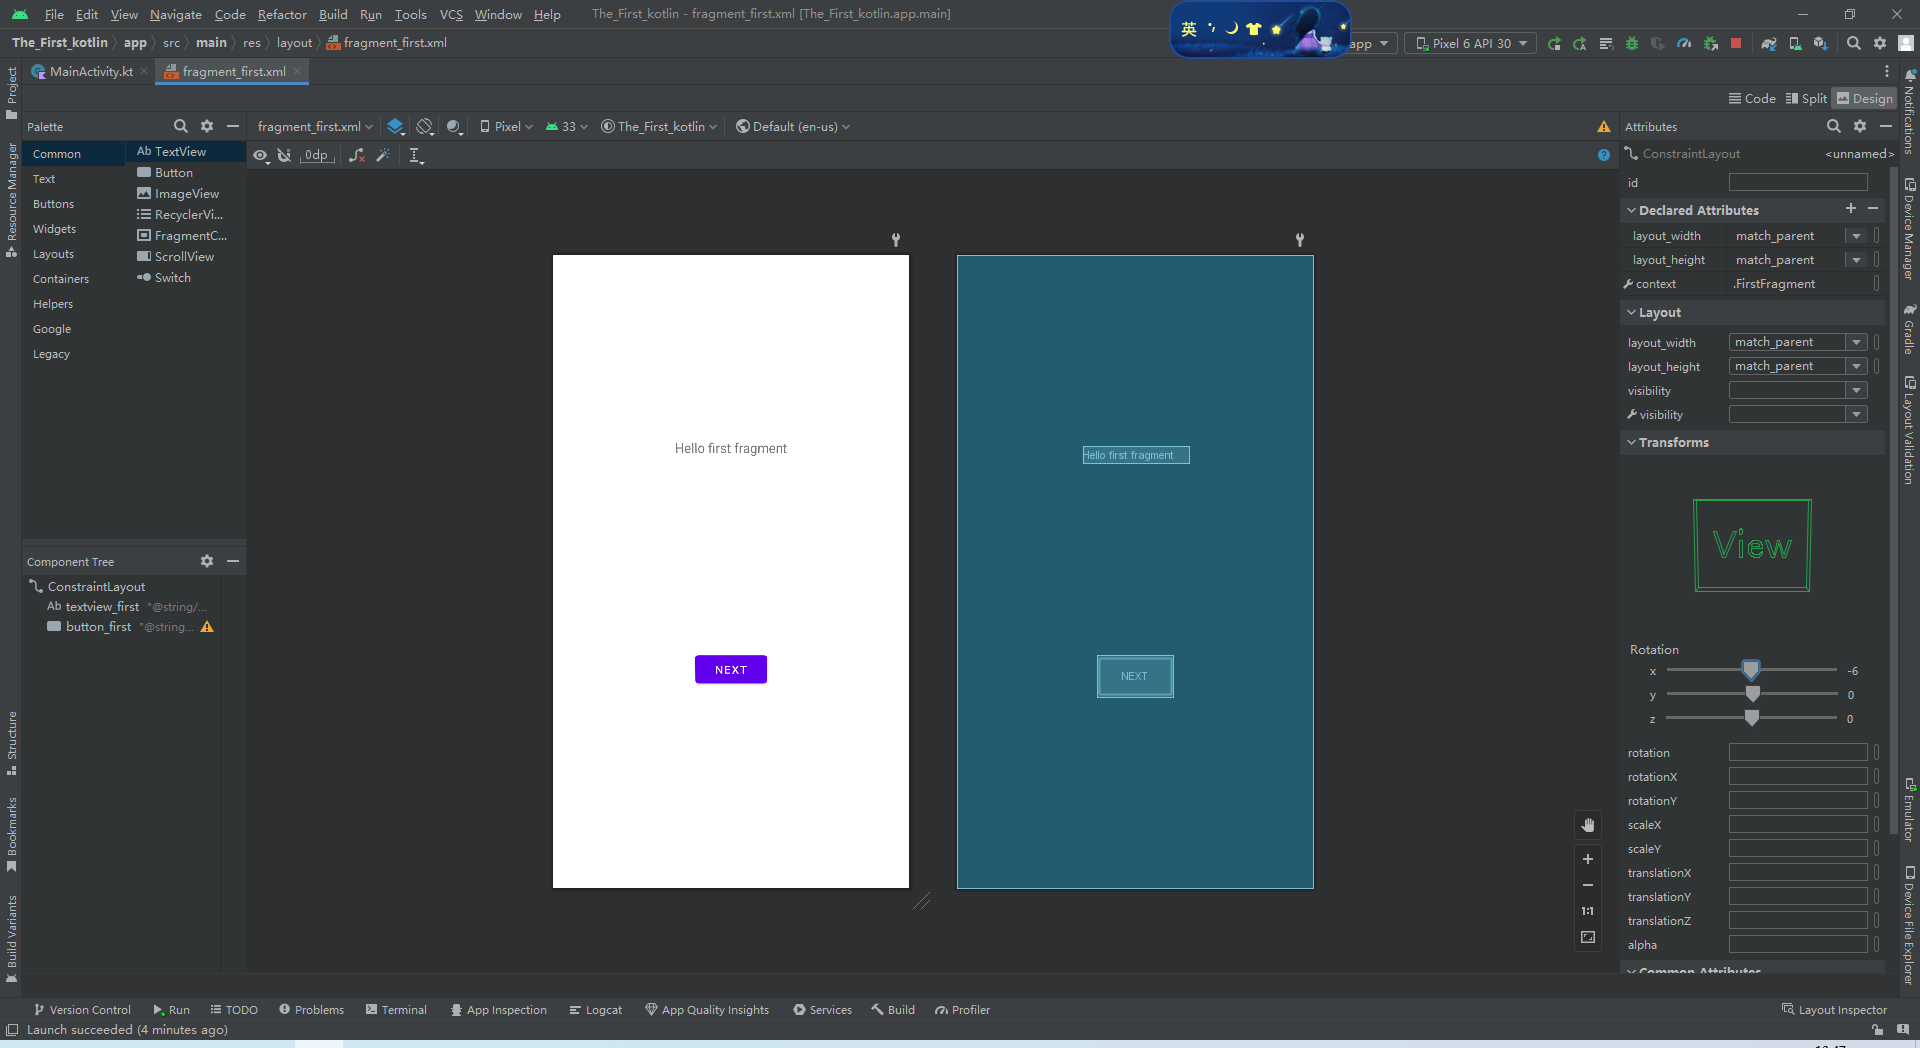 File Edit View Navigate Code Refactor Build Run Tools VCS Window Help The_First_kotlin - fragment_first.xml [The_First_kotlin.app.main]
英
The_First_kotlin app src main res layout fragment_first.xml
app Pixel 6 API 30
MainActivity.kt fragment_first.xml
Code Split Design
Palette
fragment_first.xml Pixel 33 The_First_kotlin Default (en-us)
Attributes
0dp
Common
Text
Buttons
Widgets
Layouts
Containers
Helpers
Google
Legacy
Ab TextView
Button
ImageView
RecyclerVi...
FragmentC...
ScrollView
Switch
Component Tree
ConstraintLayout
Ab textview_first "@string/...
button_first "@string...
Hello first fragment
NEXT
Hello first fragment
NEXT
1:1
ConstraintLayout <unnamed>
id
Declared Attributes
layout_width match_parent
layout_height match_parent
context .FirstFragment
Layout
layout_width match_parent
layout_height match_parent
visibility
visibility
Transforms
View
Rotation
x -6
y 0
z 0
rotation
rotationX
rotationY
scaleX
scaleY
translationX
translationY
translationZ
alpha
Common Attributes
Project
Resource Manager
Structure
Bookmarks
Build Variants
Notifications
Device Manager
Gradle
Layout Validation
Emulator
Device File Explorer
Version Control Run TODO Problems Terminal App Inspection Logcat App Quality Insights Services Build Profiler Layout Inspector
Launch succeeded (4 minutes ago)